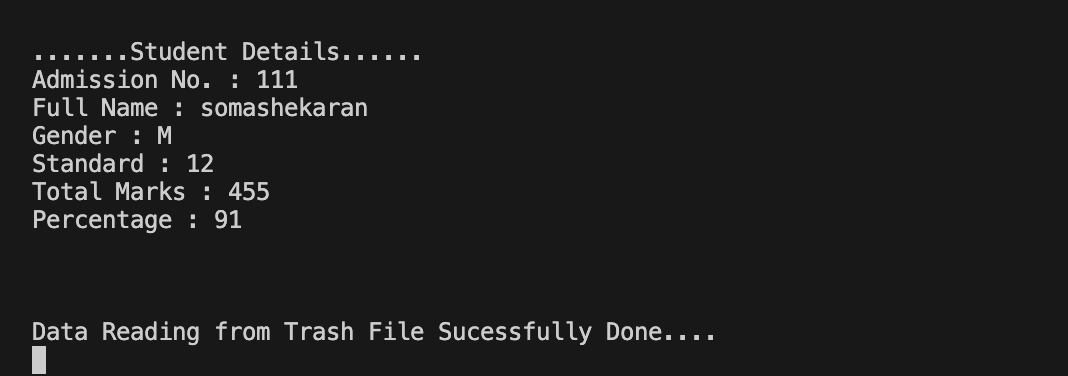 .......Student Details......
Admission No. : 111
Full Name : somashekaran
Gender : M
Standard : 12
Total Marks : 455
Percentage : 91
Data Reading from Trash File Sucessfully Done....